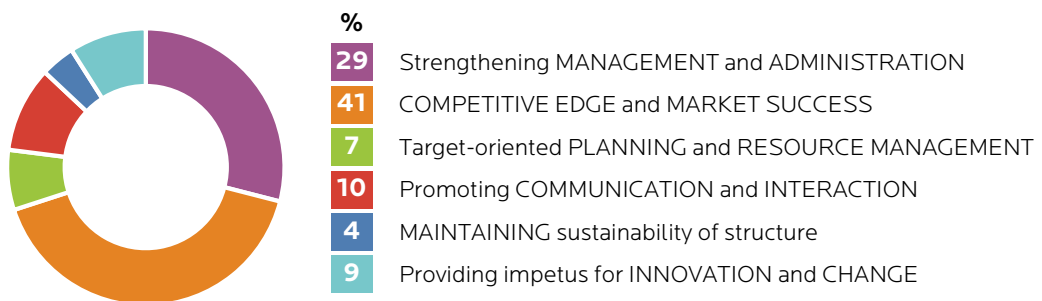 %
29 Strengthening MANAGEMENT and ADMINISTRATION
41 COMPETITIVE EDGE and MARKET SUCCESS
7 Target-oriented PLANNING and RESOURCE MANAGEMENT
10 Promoting COMMUNICATION and INTERACTION
4 MAINTAINING sustainability of structure
9 Providing impetus for INNOVATION and CHANGE